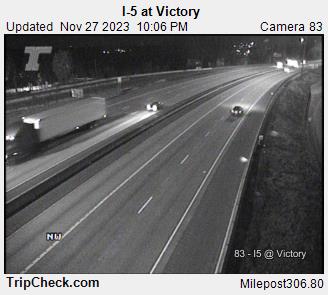 I-5 at Victory
Updated Nov 27 2023 10:06 PM Camera 83
T
NW
83 - I5 @ Victory
TripCheck.com Milepost306.80